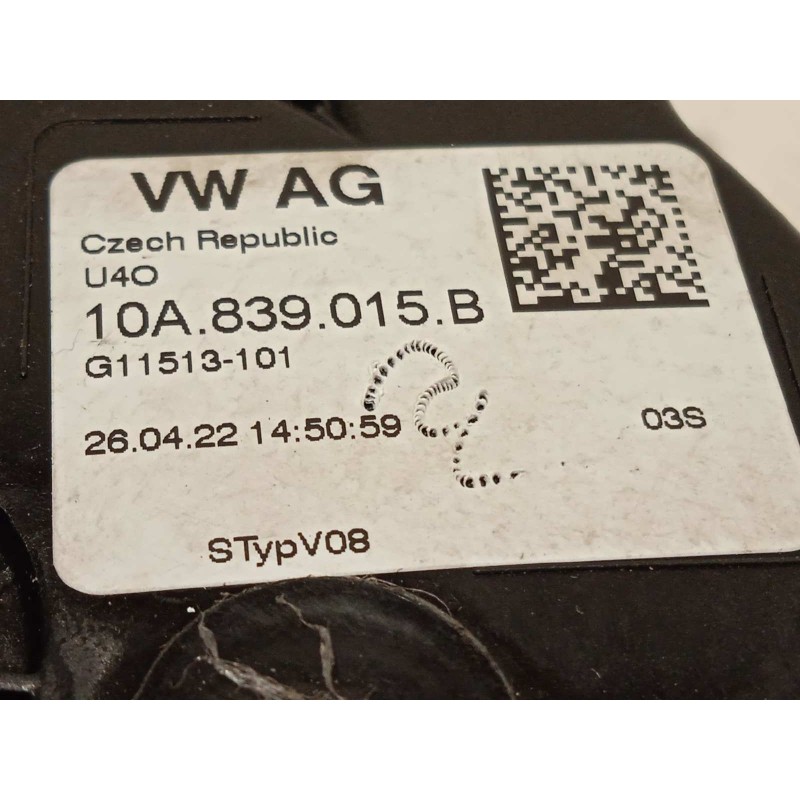 VW AG
Czech Republic
U4O
10A.839.015.B
G11513-101
26.04.22 14:50:59
03S
STypV08